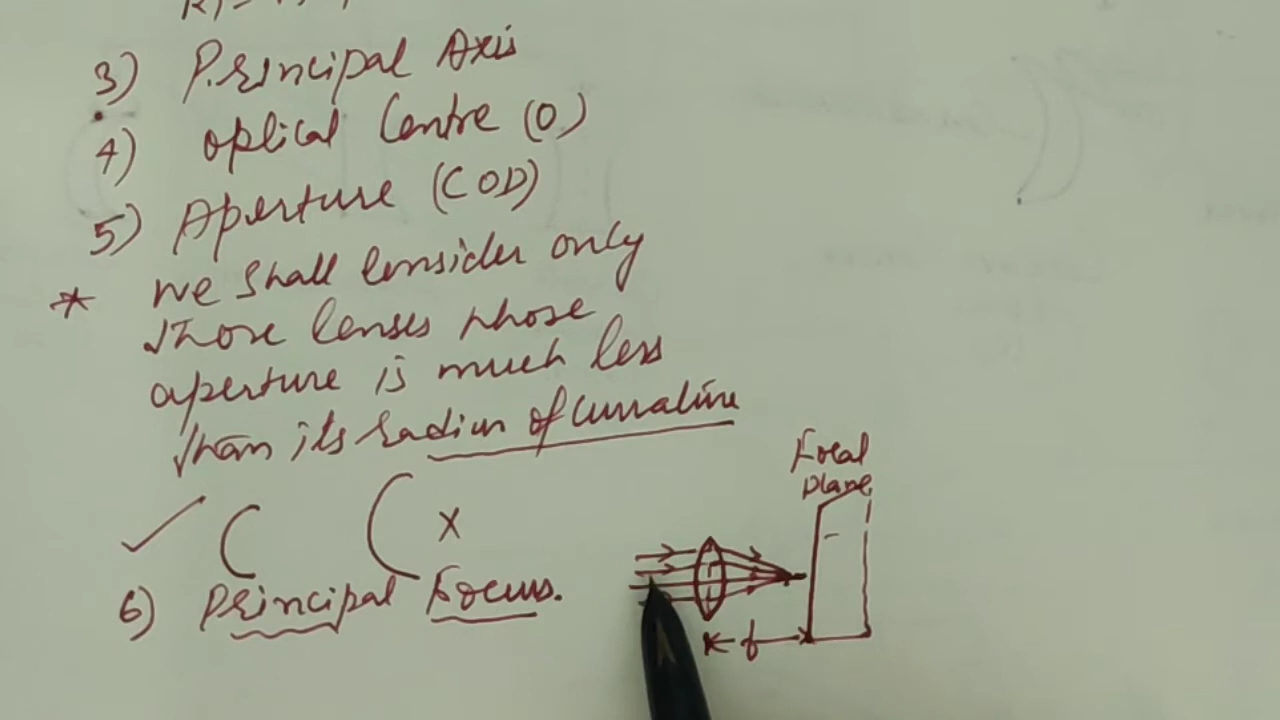 3) Principal Axis
4) optical Centre (O)
5) Aperture (COD)
* we shall consider only
those lenses whose
aperture is much less
than its radius of curvature
Focal
plane
✓ X
6) Principal Focus.
f